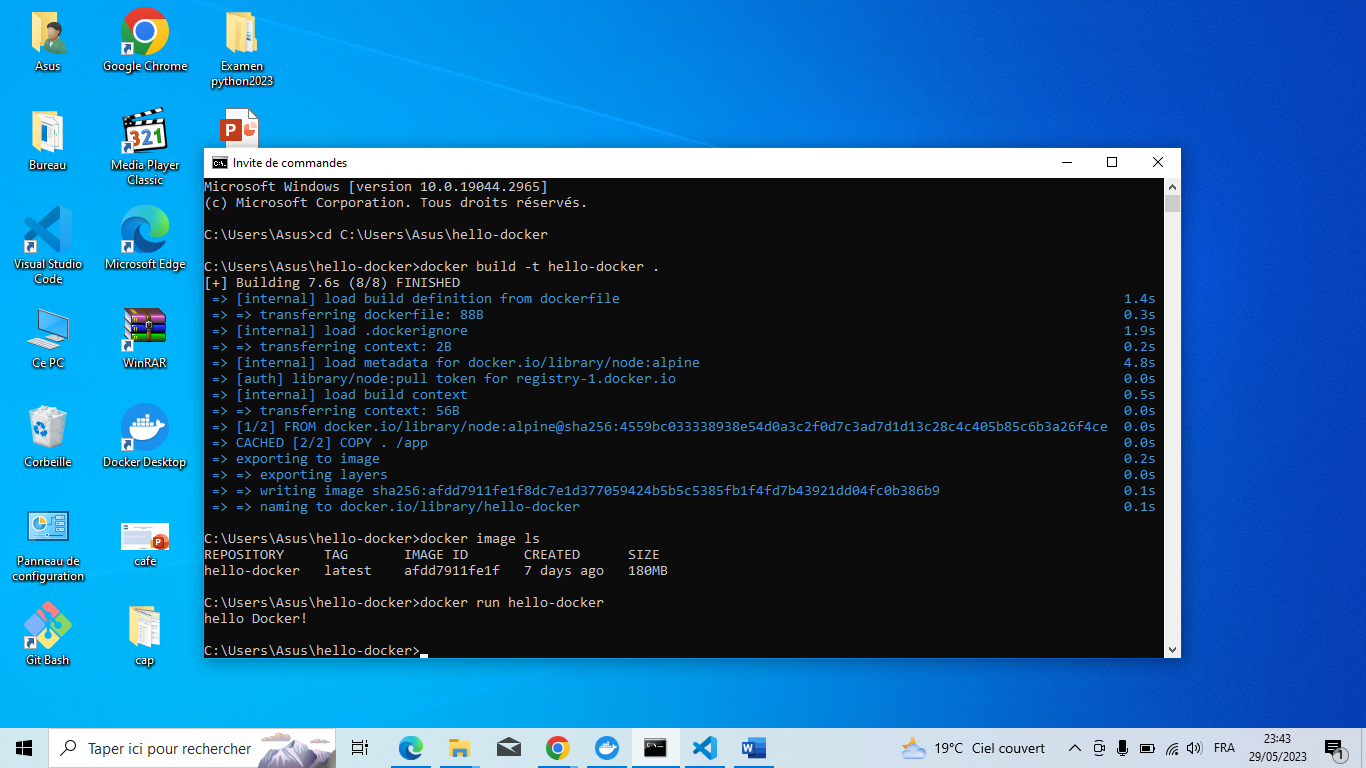 Asus
Google Chrome
Examen
python2023
Bureau
Media Player
Classic
321
P
Visual Studio
Code
Microsoft Edge
Ce PC
WinRAR
Corbeille
Docker Desktop
Panneau de
configuration
cafe
P
Git Bash
cap
C:\.
Invite de commandes
Microsoft Windows [version 10.0.19044.2965]
(c) Microsoft Corporation. Tous droits réservés.
C:\Users\Asus>cd C:\Users\Asus\hello-docker
C:\Users\Asus\hello-docker>docker build -t hello-docker .
[+] Building 7.6s (8/8) FINISHED
=> [internal] load build definition from dockerfile 1.4s
=> => transferring dockerfile: 88B 0.3s
=> [internal] load .dockerignore 1.9s
=> => transferring context: 2B 0.2s
=> [internal] load metadata for docker.io/library/node:alpine 4.8s
=> [auth] library/node:pull token for registry-1.docker.io 0.0s
=> [internal] load build context 0.5s
=> => transferring context: 56B 0.0s
=> [1/2] FROM docker.io/library/node:alpine@sha256:4559bc033338938e54d0a3c2f0d7c3ad7d1d13c28c4c405b85c6b3a26f4ce 0.0s
=> CACHED [2/2] COPY . /app 0.0s
=> exporting to image 0.2s
=> => exporting layers 0.0s
=> => writing image sha256:afdd7911fe1f8dc7e1d377059424b5b5c5385fb1f4fd7b43921dd04fc0b386b9 0.1s
=> => naming to docker.io/library/hello-docker 0.1s
C:\Users\Asus\hello-docker>docker image ls
REPOSITORY TAG IMAGE ID CREATED SIZE
hello-docker latest afdd7911fe1f 7 days ago 180MB
C:\Users\Asus\hello-docker>docker run hello-docker
hello Docker!
C:\Users\Asus\hello-docker>
Taper ici pour rechercher
W
19°C Ciel couvert
FRA
23:43
29/05/2023
1